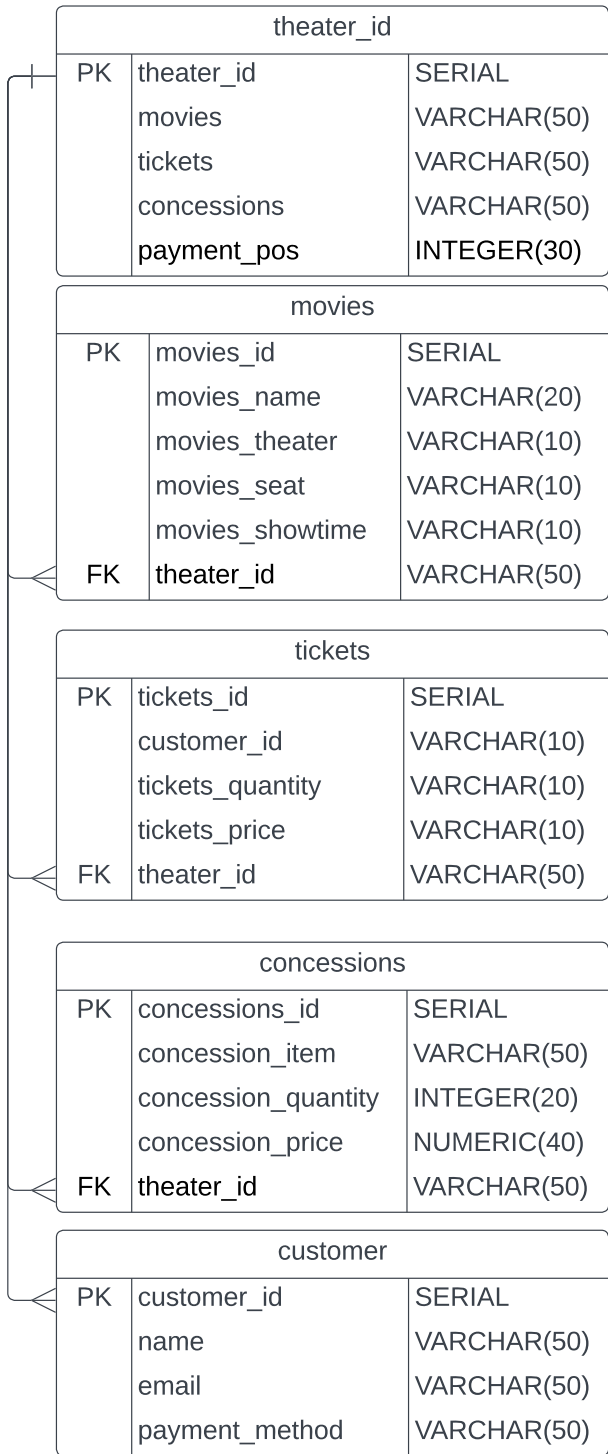 theater_id
PK theater_id SERIAL
movies VARCHAR(50)
tickets VARCHAR(50)
concessions VARCHAR(50)
payment_pos INTEGER(30)
movies
PK movies_id SERIAL
movies_name VARCHAR(20)
movies_theater VARCHAR(10)
movies_seat VARCHAR(10)
movies_showtime VARCHAR(10)
FK theater_id VARCHAR(50)
tickets
PK tickets_id SERIAL
customer_id VARCHAR(10)
tickets_quantity VARCHAR(10)
tickets_price VARCHAR(10)
FK theater_id VARCHAR(50)
concessions
PK concessions_id SERIAL
concession_item VARCHAR(50)
concession_quantity INTEGER(20)
concession_price NUMERIC(40)
FK theater_id VARCHAR(50)
customer
PK customer_id SERIAL
name VARCHAR(50)
email VARCHAR(50)
payment_method VARCHAR(50)